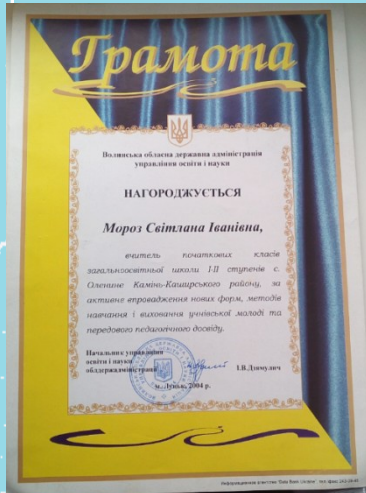 Грамота
Волинська обласна державна адміністрація
управління освіти і науки
НАГОРОДЖУЄТЬСЯ
Мороз Світлана Іванівна,
вчитель початкових класів
загальноосвітньої школи І-ІІ ступенів с.
Оленине Камінь-Каширського району, за
активне впровадження нових форм, методів
навчання і виховання учнівської молоді та
передового педагогічного досвіду.
Начальник управління
освіти і науки
облдержадміністрації І.В.Дзямулич
м. Луцьк, 2004 р.